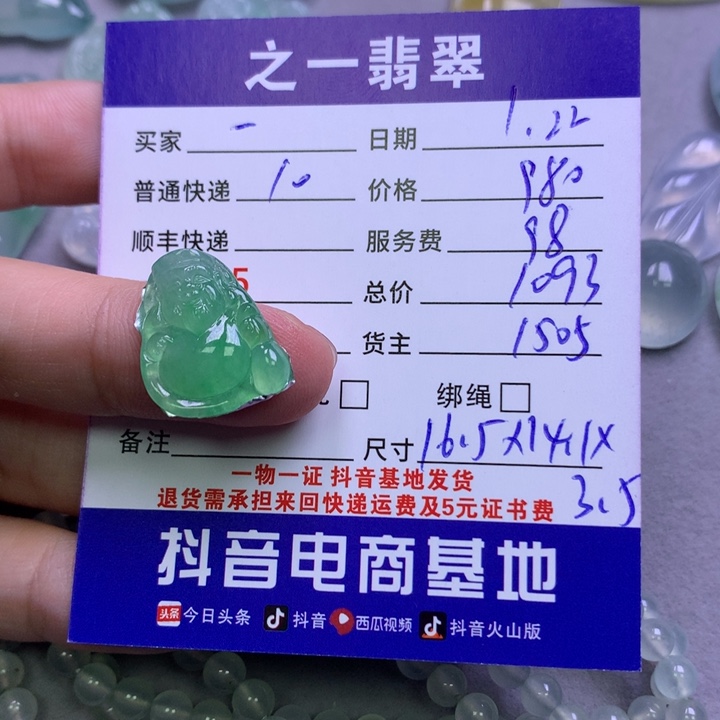 之一翡翠
买家 - 日期 1.22
普通快递 10 价格 980
顺丰快递 服务费 98
5 总价 1093
货主 1505
绑绳
备注 尺寸 16.5x14.1x
3.5
一物一证 抖音基地发货
退货需承担来回快递运费及5元证书费
抖音电商基地
头条 今日头条 抖音 西瓜视频 抖音火山版